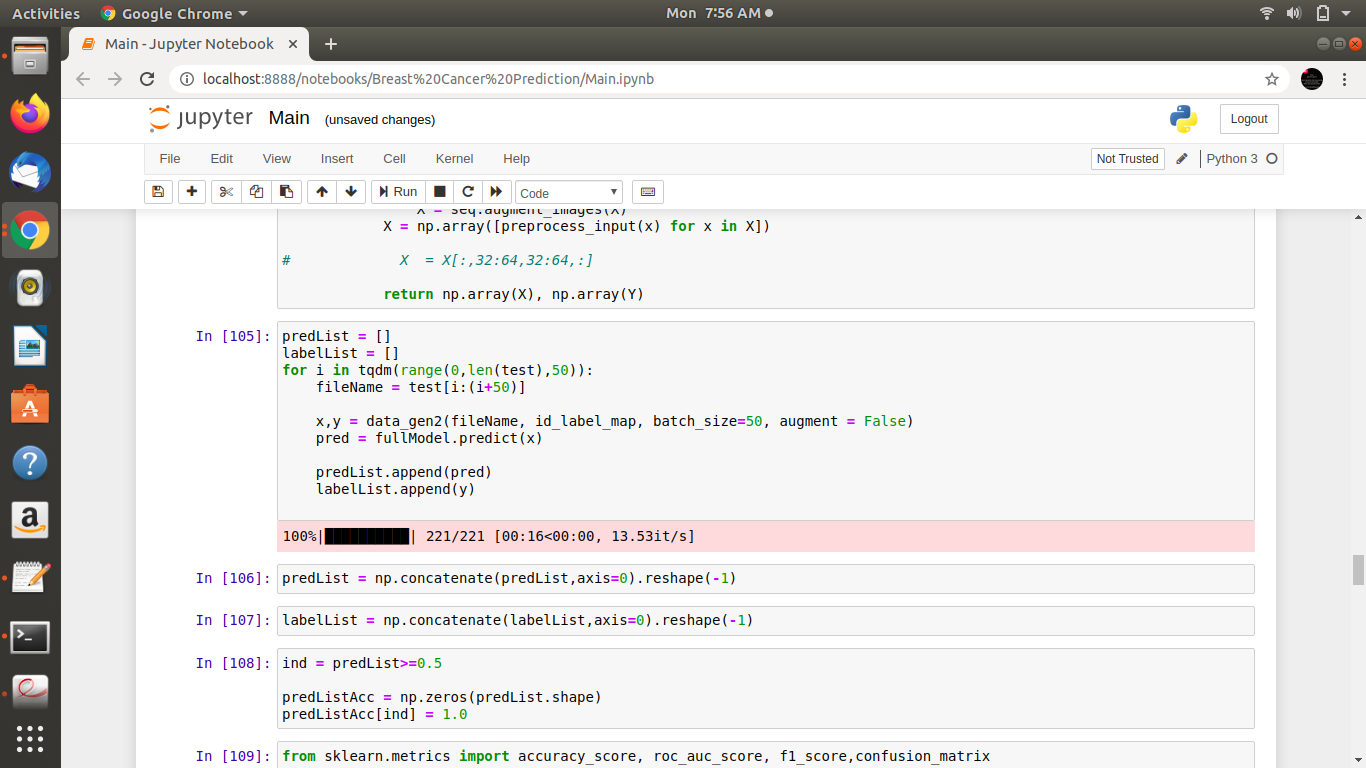 Activities Google Chrome Mon 7:56 AM
Main - Jupyter Notebook
localhost:8888/notebooks/Breast%20Cancer%20Prediction/Main.ipynb
jupyter Main (unsaved changes) Logout
File Edit View Insert Cell Kernel Help Not Trusted Python 3
Run Code
X = seq.augment_images(X)
X = np.array([preprocess_input(x) for x in X])
# X  = X[:,32:64,32:64,:]
return np.array(X), np.array(Y)
In [105]: predList = []
labelList = []
for i in tqdm(range(0,len(test),50)):
fileName = test[i:(i+50)]
x,y = data_gen2(fileName, id_label_map, batch_size=50, augment = False)
pred = fullModel.predict(x)
predList.append(pred)
labelList.append(y)
100%|██████████| 221/221 [00:16<00:00, 13.53it/s]
In [106]: predList = np.concatenate(predList,axis=0).reshape(-1)
In [107]: labelList = np.concatenate(labelList,axis=0).reshape(-1)
In [108]: ind = predList>=0.5
predListAcc = np.zeros(predList.shape)
predListAcc[ind] = 1.0
In [109]: from sklearn.metrics import accuracy_score, roc_auc_score, f1_score,confusion_matrix